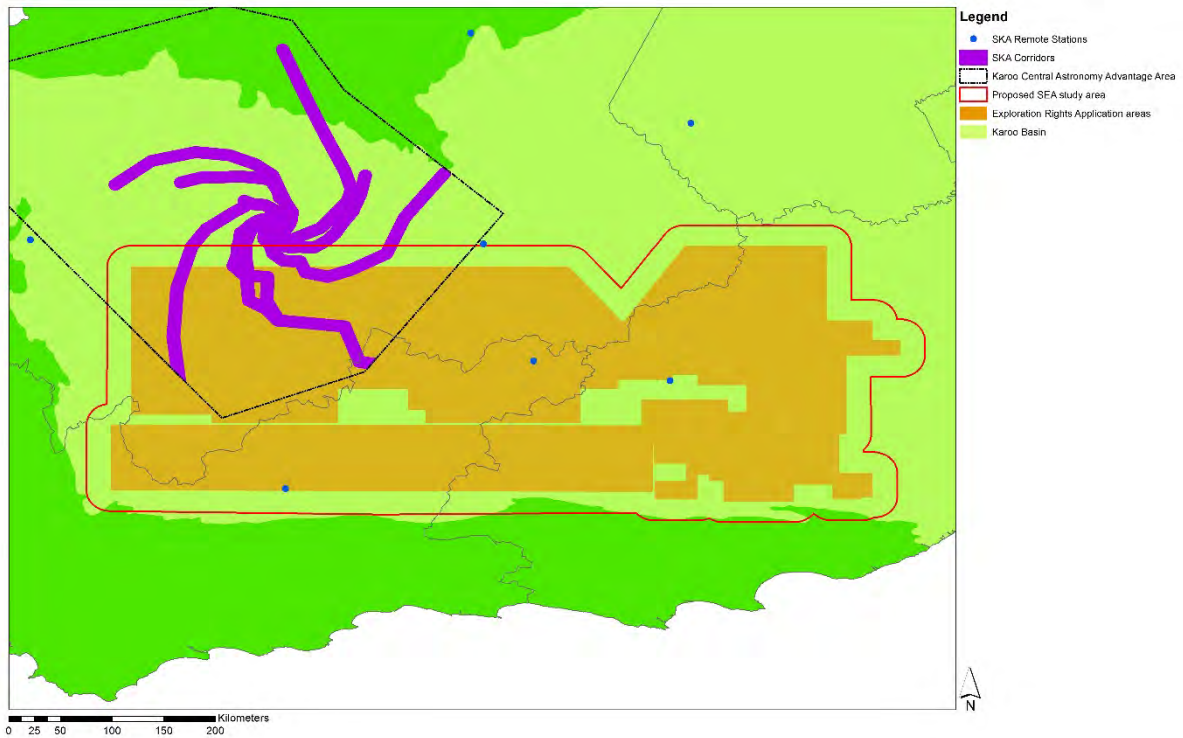 Legend
SKA Remote Stations
SKA Corridors
Karoo Central Astronomy Advantage Area
Proposed SEA study area
Exploration Rights Application areas
Karoo Basin
N
Kilometers
0 25 50 100 150 200